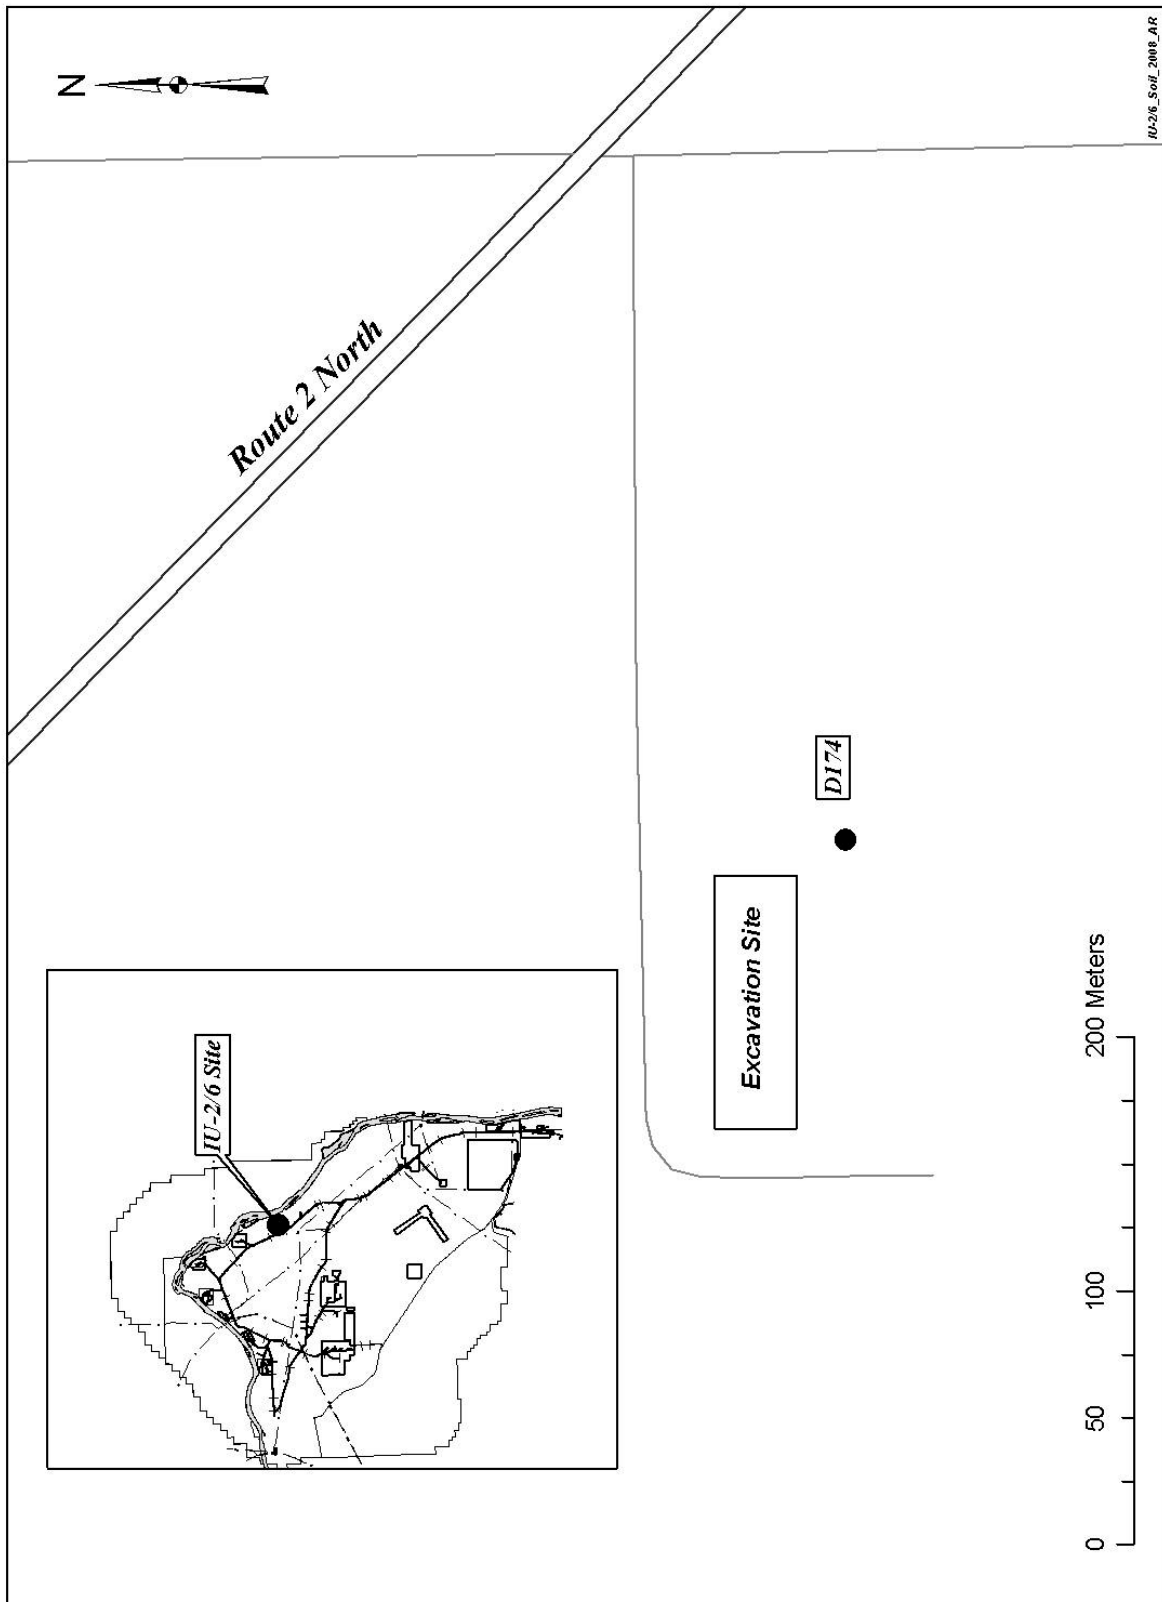 N
Route 2 North
IU-2/6 Site
D174
Excavation Site
0 50 100 200 Meters
IU-2/6_Soil_2008_AR